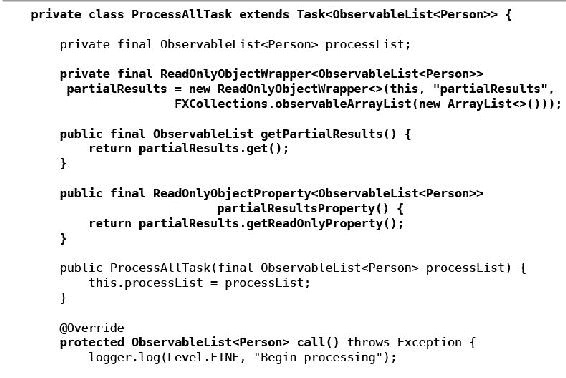 private class ProcessAllTask extends Task<ObservableList<Person>> {
private final ObservableList<Person> processList;
private final ReadOnlyObjectWrapper<ObservableList<Person>>
partialResults = new ReadOnlyObjectWrapper<>(this, "partialResults",
FXCollections.observableArrayList(new ArrayList<>()));
public final ObservableList getPartialResults() {
return partialResults.get();
}
public final ReadOnlyObjectProperty<ObservableList<Person>>
partialResultsProperty() {
return partialResults.getReadOnlyProperty();
}
public ProcessAllTask(final ObservableList<Person> processList) {
this.processList = processList;
}
@Override
protected ObservableList<Person> call() throws Exception {
logger.log(Level.FINE, "Begin processing");